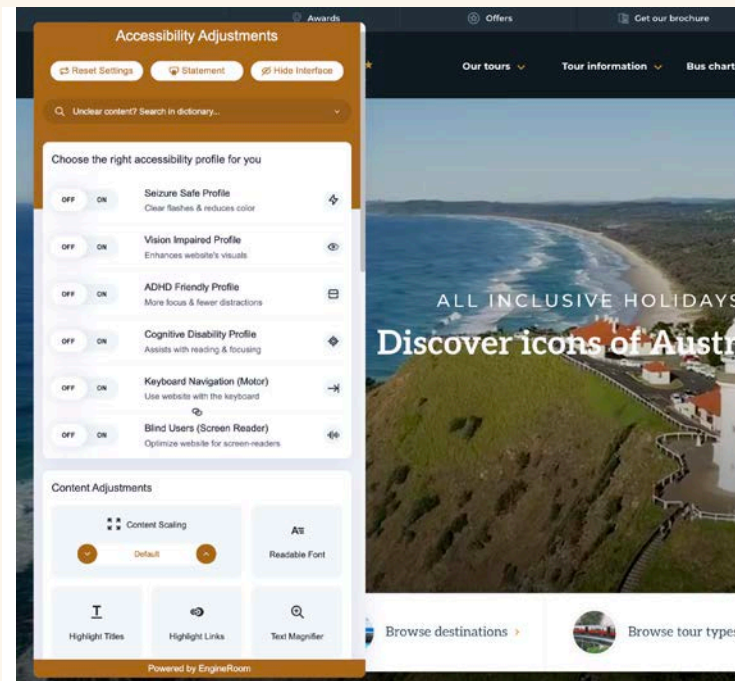 Awards
Offers
Get our brochure
Our tours
Tour information
Bus chart
Accessibility Adjustments
Reset Settings
Statement
Hide Interface
Unclear content? Search in dictionary...
Choose the right accessibility profile for you
OFF ON
Seizure Safe Profile
Clear flashes & reduces color
OFF ON
Vision Impaired Profile
Enhances website's visuals
OFF ON
ADHD Friendly Profile
More focus & fewer distractions
OFF ON
Cognitive Disability Profile
Assists with reading & focusing
OFF ON
Keyboard Navigation (Motor)
Use website with the keyboard
OFF ON
Blind Users (Screen Reader)
Optimize website for screen-readers
Content Adjustments
Content Scaling
Default
Readable Font
Highlight Titles
Highlight Links
Text Magnifier
Powered by EngineRoom
ALL INCLUSIVE HOLIDAYS
Discover icons of Austr
Browse destinations
Browse tour types